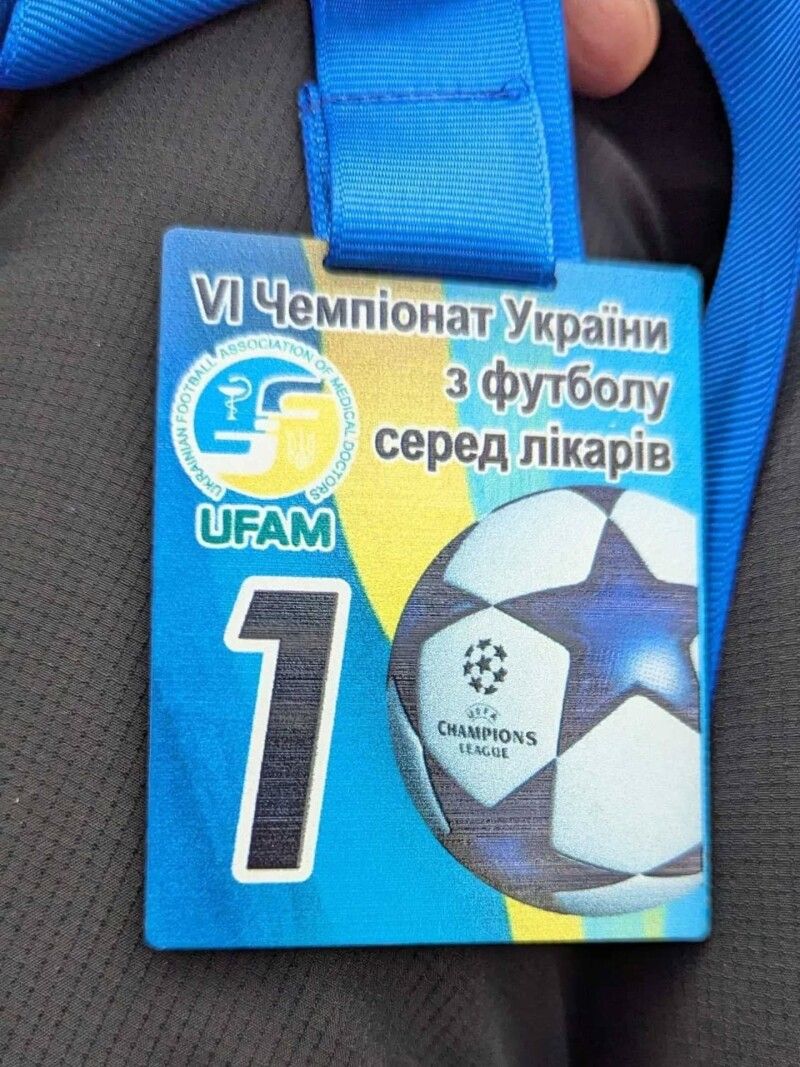 VI Чемпіонат України
з футболу
серед лікарів
UKRAINIAN FOOTBALL ASSOCIATION OF MEDICAL DOCTORS
UFAM
1
UEFA
CHAMPIONS
LEAGUE